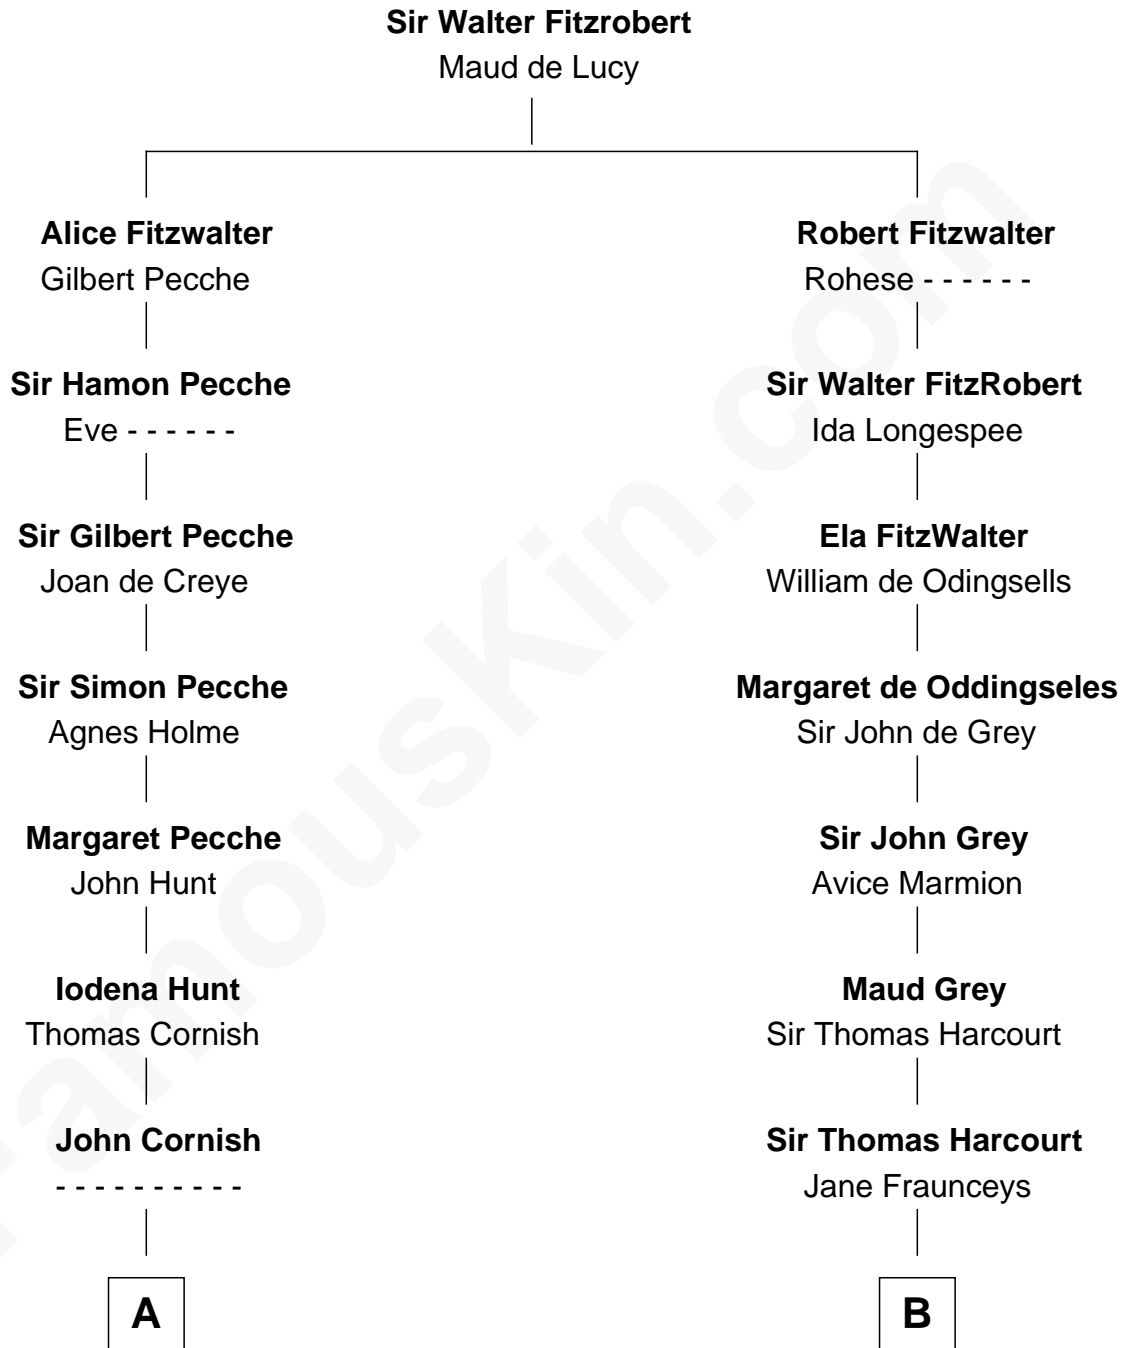 Sir Walter Fitzrobert
Maud de Lucy
Alice Fitzwalter
Gilbert Pecche
Robert Fitzwalter
Rohese - - - - - -
Sir Hamon Pecche
Eve - - - - - -
Sir Walter FitzRobert
Ida Longespee
Sir Gilbert Pecche
Joan de Creye
Ela FitzWalter
William de Odingsells
Sir Simon Pecche
Agnes Holme
Margaret de Oddingseles
Sir John de Grey
Margaret Pecche
John Hunt
Sir John Grey
Avice Marmion
Iodena Hunt
Thomas Cornish
Maud Grey
Sir Thomas Harcourt
John Cornish
- - - - - - - - - -
Sir Thomas Harcourt
Jane Fraunceys
A
B
FamousKin.com